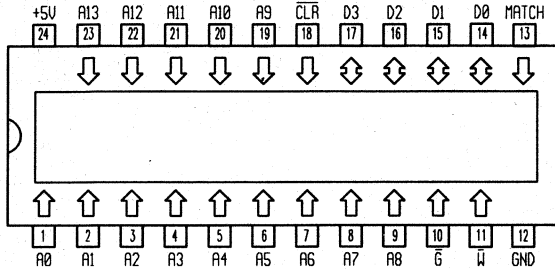 +5V A13 A12 A11 A10 A9 C̅L̅R̅ D3 D2 D1 D0 MATCH
24 23 22 21 20 19 18 17 16 15 14 13
1 2 3 4 5 6 7 8 9 10 11 12
A0 A1 A2 A3 A4 A5 A6 A7 A8 G̅ W̅ GND